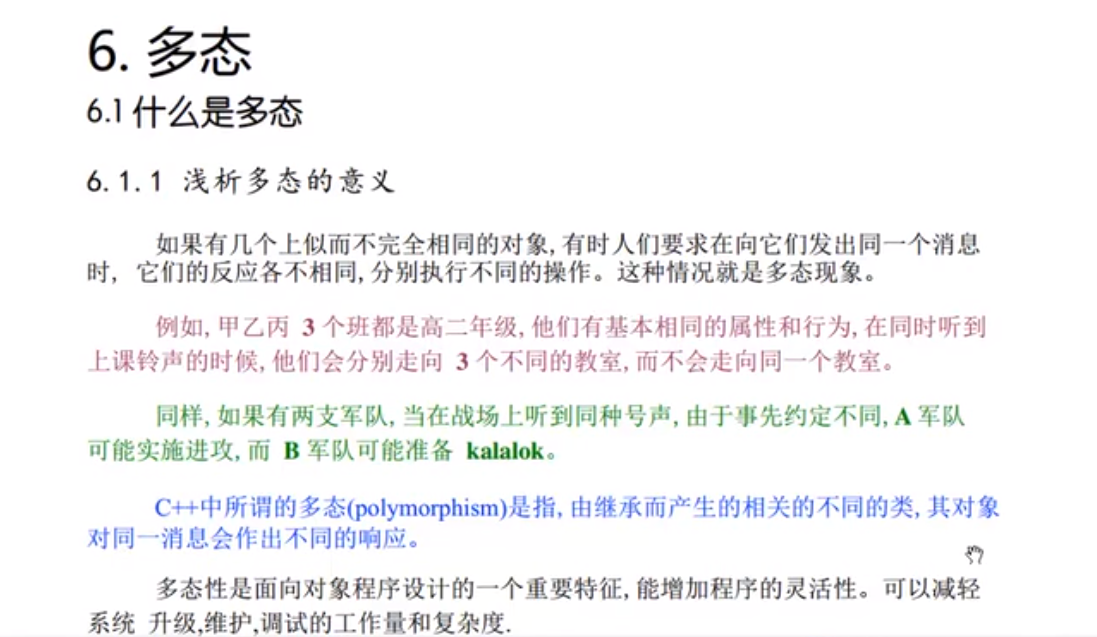 6. 多态
6.1 什么是多态
6.1.1 浅析多态的意义
如果有几个上似而不完全相同的对象,有时人们要求在向它们发出同一个消息
时, 它们的反应各不相同,分别执行不同的操作。这种情况就是多态现象。
例如,甲乙丙 3 个班都是高二年级,他们有基本相同的属性和行为,在同时听到
上课铃声的时候,他们会分别走向 3 个不同的教室,而不会走向同一个教室。
同样,如果有两支军队,当在战场上听到同种号声,由于事先约定不同,A 军队
可能实施进攻,而 B 军队可能准备 kalalok。
C++中所谓的多态(polymorphism)是指,由继承而产生的相关的不同的类,其对象
对同一消息会作出不同的响应。
多态性是面向对象程序设计的一个重要特征,能增加程序的灵活性。可以减轻
系统 升级,维护,调试的工作量和复杂度.